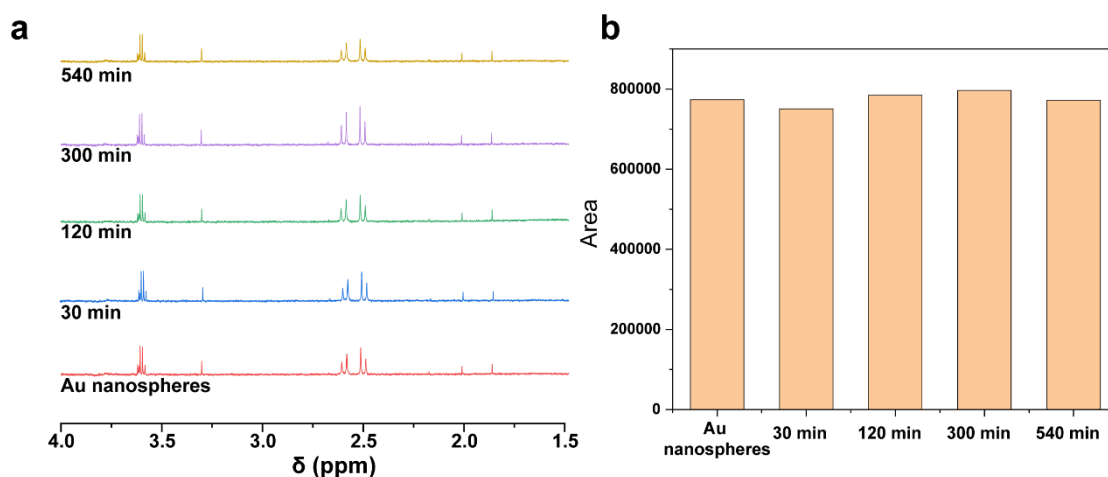 a
540 min
300 min
120 min
30 min
Au nanospheres
4.0 3.5 3.0 2.5 2.0 1.5
δ (ppm)
b
800000
600000
400000
200000
0
Area
Au
nanospheres 30 min 120 min 300 min 540 min